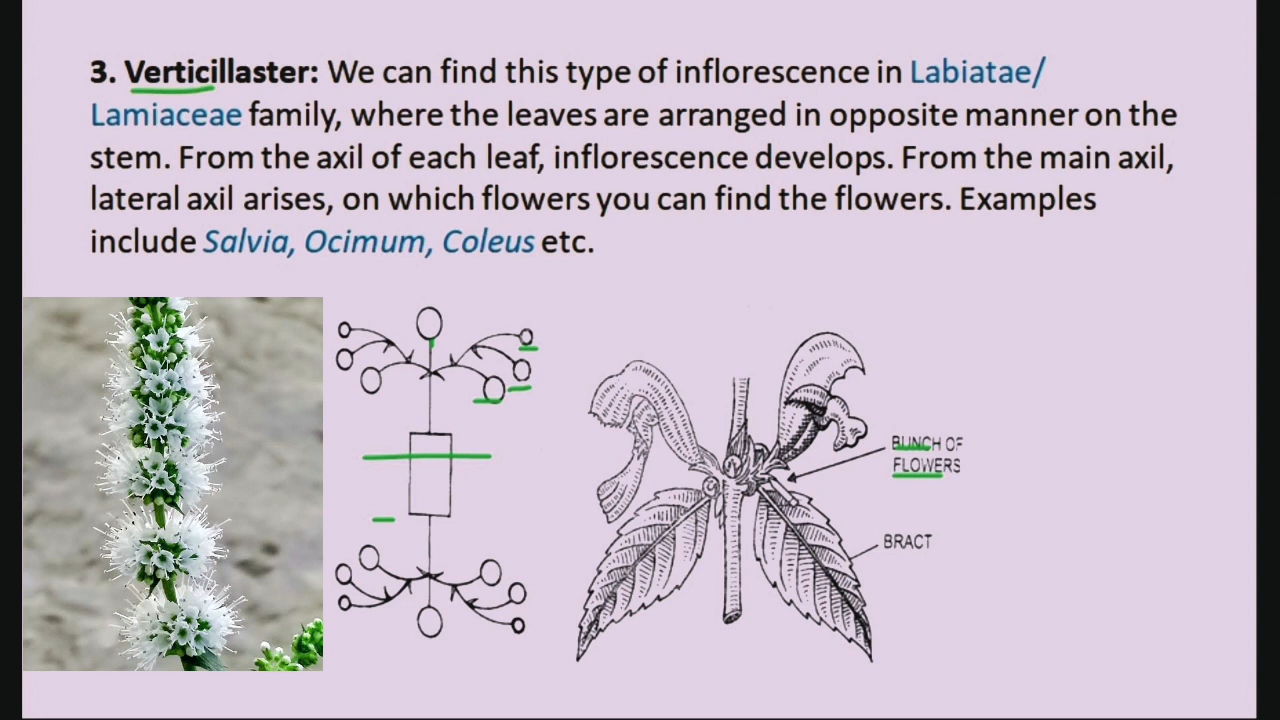 3. Verticillaster: We can find this type of inflorescence in Labiatae/
Lamiaceae family, where the leaves are arranged in opposite manner on the
stem. From the axil of each leaf, inflorescence develops. From the main axil,
lateral axil arises, on which flowers you can find the flowers. Examples
include Salvia, Ocimum, Coleus etc.
BUNCH OF
FLOWERS
BRACT